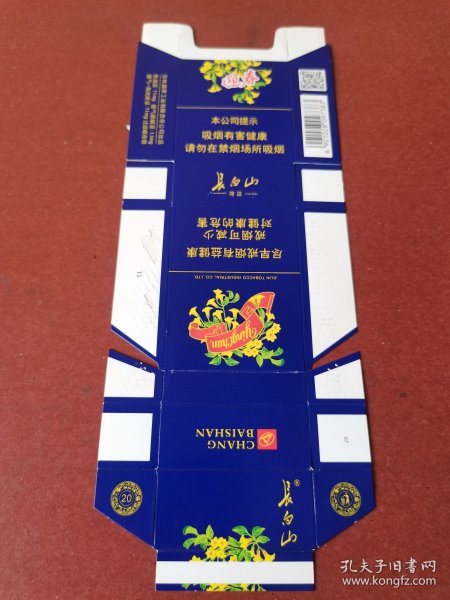 迎春
本公司提示
吸烟有害健康
请勿在禁烟场所吸烟
长白山
尽早戒烟有益健康
戒烟可减少
对健康的危害
JILIN TOBACCO INDUSTRIAL CO.,LTD
YingChun
CHANG
BAISHAN
长白山®
20
15
孔夫子旧书网
www.kongfz.com